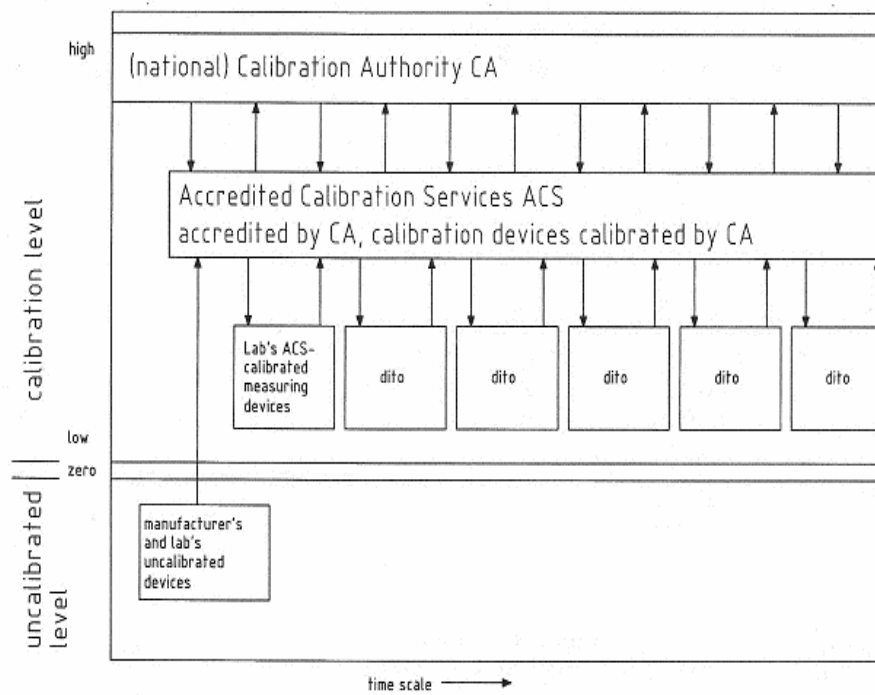 high
(national) Calibration Authority CA
Accredited Calibration Services ACS
accredited by CA, calibration devices calibrated by CA
calibration level
Lab's ACS-
calibrated
measuring
devices
dito
dito
dito
dito
dito
low
zero
uncalibrated
level
manufacturer's
and lab's
uncalibrated
devices
time scale